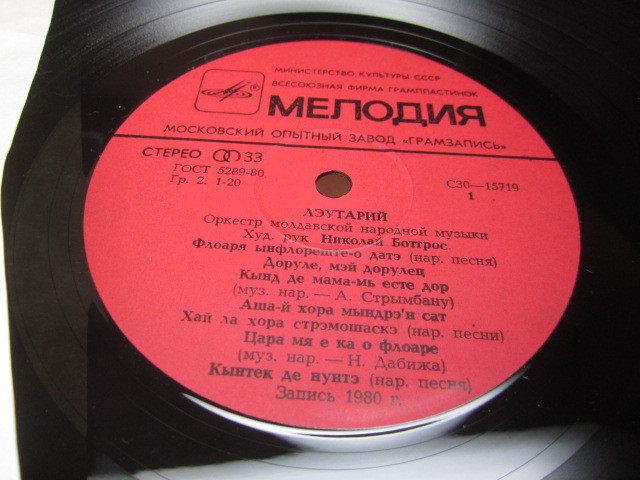 МИНИСТЕРСТВО КУЛЬТУРЫ СССР
ВСЕСОЮЗНАЯ ФИРМА ГРАМПЛАСТИНОК
МЕЛОДИЯ
МОСКОВСКИЙ ОПЫТНЫЙ ЗАВОД «ГРАМЗАПИСЬ»
СТЕРЕО 33
ГОСТ 5289-80
Гр. 2. 1-20
С30—15719
1
ЛЭУТАРИЙ
Оркестр молдавской народной музыки
Худ. рук. Николай Ботгрос
Флоаря ынфлореште-о датэ (нар. песня)
Доруле, мэй дорулец
Кынд де мама-мь есте дор
(муз. нар. — А. Стрымбану)
Аша-й хора мындрэ'н сат
Хай ла хора стрэмошаскэ (нар. песни)
Цара мя е ка о флоаре
(муз. нар. — Н. Дабижа)
Кынтек де нунтэ (нар. песня)
Запись 1980 г.